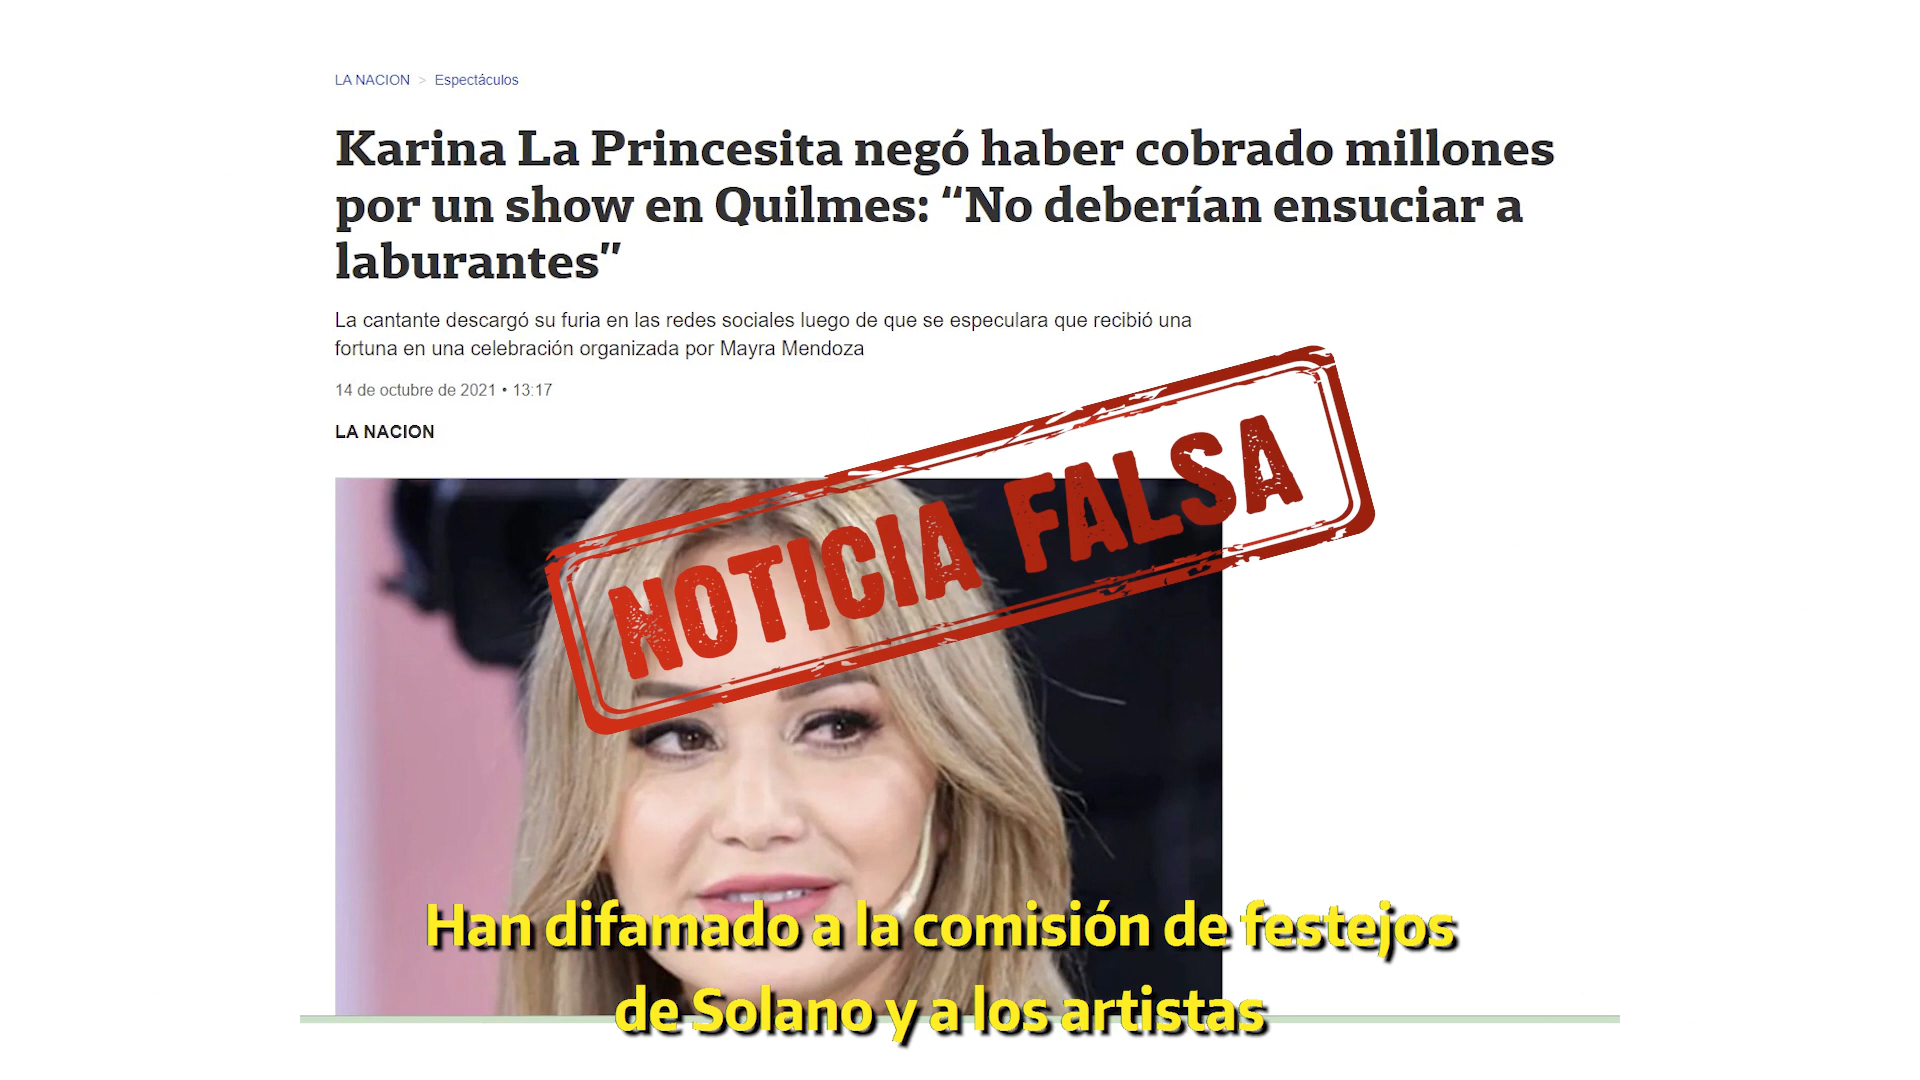 LA NACION > Espectáculos
Karina La Princesita negó haber cobrado millones
por un show en Quilmes: “No deberían ensuciar a
laburantes”
La cantante descargó su furia en las redes sociales luego de que se especulara que recibió una
fortuna en una celebración organizada por Mayra Mendoza
14 de octubre de 2021 • 13:17
LA NACION
NOTICIA FALSA
Han difamado a la comisión de festejos
de Solano y a los artistas